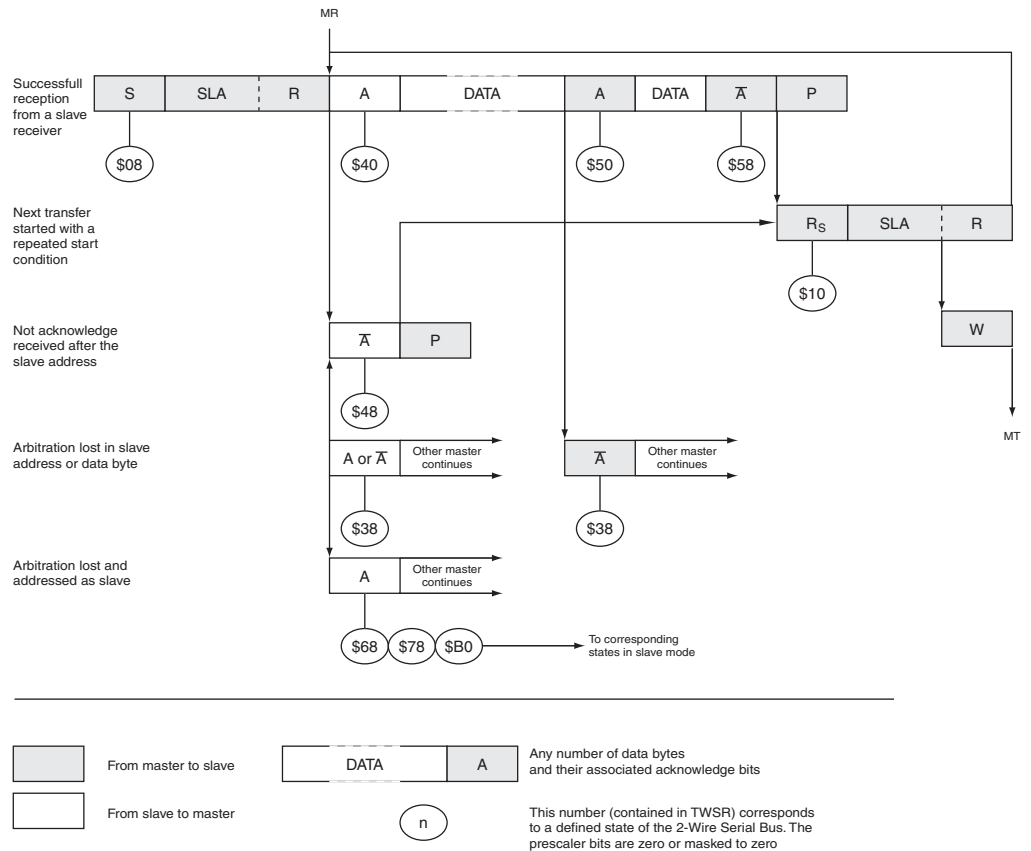 MR
Successfull
reception
from a slave
receiver
S SLA R A DATA A DATA A̅ P
$08 $40 $50 $58
Next transfer
started with a
repeated start
condition
RS SLA R
$10
Not acknowledge
received after the
slave address
A̅ P
W
$48
MT
Arbitration lost in slave
address or data byte
A or A̅
Other master
continues
A̅
Other master
continues
$38 $38
Arbitration lost and
addressed as slave
A
Other master
continues
$68 $78 $B0
To corresponding
states in slave mode
From master to slave
DATA A
Any number of data bytes
and their associated acknowledge bits
From slave to master
n
This number (contained in TWSR) corresponds
to a defined state of the 2-Wire Serial Bus. The
prescaler bits are zero or masked to zero